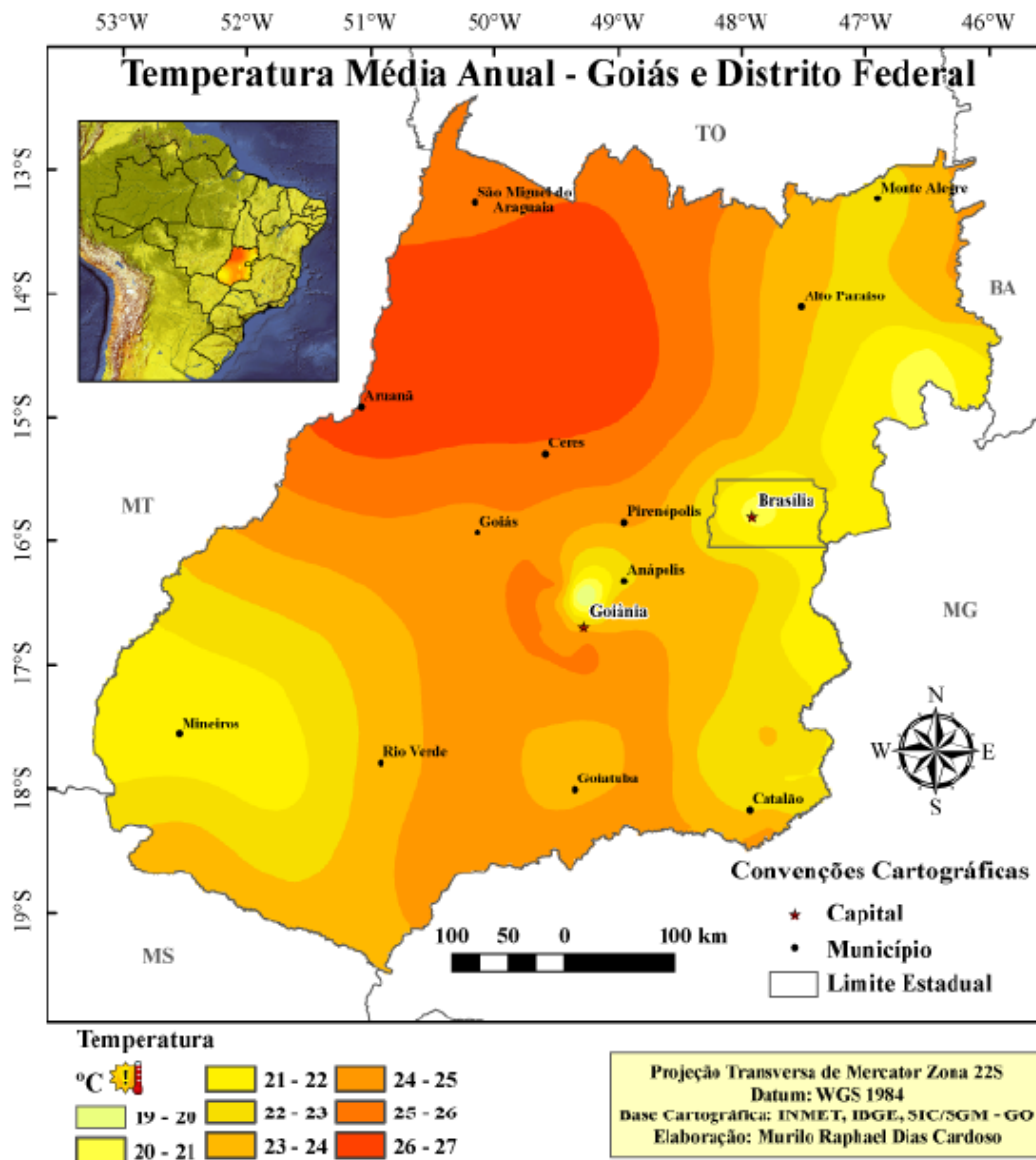 53°W 52°W 51°W 50°W 49°W 48°W 47°W 46°W
Temperatura Média Anual - Goiás e Distrito Federal
TO
13°S
São Miguel do
Araguaia
Monte Alegre
14°S
Alto Paraíso
BA
Aruanã
15°S
Ceres
MT
Brasília
Goiás
Pirenópolis
16°S
Anápolis
Goiânia
MG
17°S
Mineiros
Rio Verde
N
W E
S
Goiatuba
18°S
Catalão
Convenções Cartográficas
19°S
100 50 0 100 km
Capital
MS
Município
Limite Estadual
Temperatura
°C
!
19 - 20
20 - 21
21 - 22
22 - 23
23 - 24
24 - 25
25 - 26
26 - 27
Projeção Transversa de Mercator Zona 22S
Datum: WGS 1984
Base Cartográfica: INMET, IBGE, SIC/SGM - GO
Elaboração: Murilo Raphael Dias Cardoso